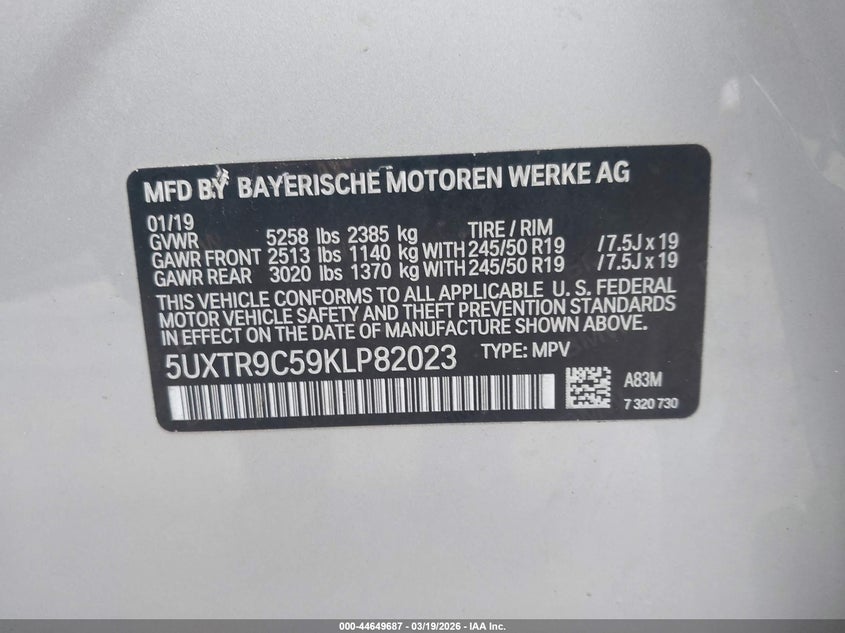 MFD BY BAYERISCHE MOTOREN WERKE AG
01/19
GVWR 5258 lbs 2385 kg TIRE / RIM
GAWR FRONT 2513 lbs 1140 kg WITH 245/50 R19 /7.5J x 19
GAWR REAR 3020 lbs 1370 kg WITH 245/50 R19 /7.5J x 19
THIS VEHICLE CONFORMS TO ALL APPLICABLE U. S. FEDERAL
MOTOR VEHICLE SAFETY AND THEFT PREVENTION STANDARDS
IN EFFECT ON THE DATE OF MANUFACTURE SHOWN ABOVE.
5UXTR9C59KLP82023 TYPE: MPV
A83M
7 320 730
000-44649687 - 03/19/2026 - IAA Inc.